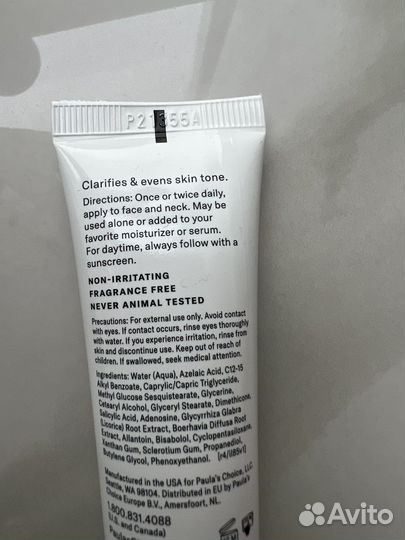 P21355A
Clarifies & evens skin tone.
Directions: Once or twice daily,
apply to face and neck. May be
used alone or added to your
favorite moisturizer or serum.
For daytime, always follow with a
sunscreen.
NON-IRRITATING
FRAGRANCE FREE
NEVER ANIMAL TESTED
Precautions: For external use only. Avoid contact
with eyes. If contact occurs, rinse eyes thoroughly
with water. If you experience irritation, rinse from
skin and discontinue use. Keep out of reach of
children. If swallowed, seek medical attention.
Ingredients: Water (Aqua), Azelaic Acid, C12-15
Alkyl Benzoate, Caprylic/Capric Triglyceride,
Methyl Glucose Sesquistearate, Glycerin,
Cetearyl Alcohol, Glyceryl Stearate, Dimethicone,
Salicylic Acid, Adenosine, Glycyrrhiza Glabra
(Licorice) Root Extract, Boerhavia Diffusa Root
Extract, Allantoin, Bisabolol, Cyclopentasiloxane,
Xanthan Gum, Sclerotium Gum, Propanediol,
Butylene Glycol, Phenoxyethanol.
Manufactured in the USA for Paula's Choice, LLC,
Seattle, WA 98104. Distributed in EU by Paula's
Choice Europe B.V., Amersfoort, NL.
1.800.831.4088
(U.S. and Canada)
Avito